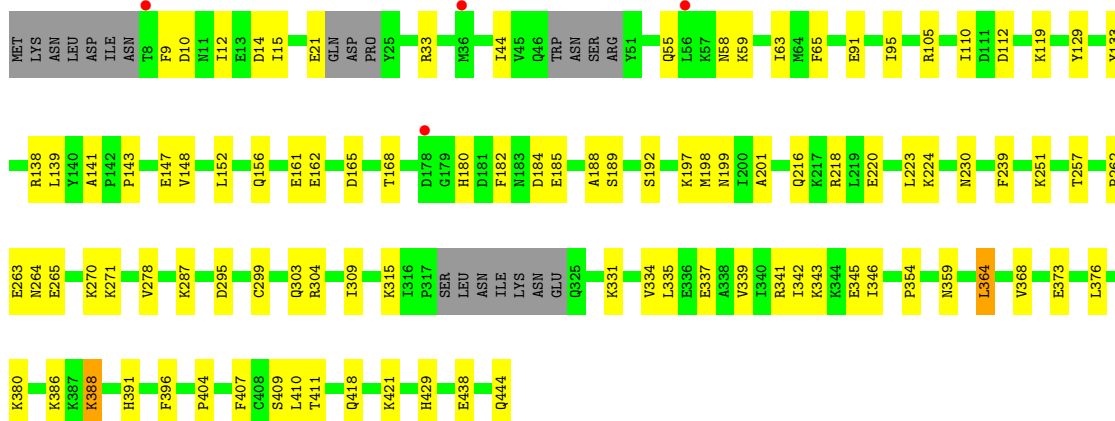 MET LYS ASN LEU ASP ILE ASN T8 F9 D10 N11 I12 E13 D14 I15 E21 GLN ASP PRO Y25 R33 M36 I44 V45 Q46 TRP ASN SER ARG Y51 Q55 L56 K57 N58 K59 I63 M64 F65 E91 I95 R105 I110 D111 D112 K119 Y129 Y133
R138 L139 Y140 A141 P142 P143 E147 V148 L152 Q156 E161 E162 D165 T168 D178 G179 H180 D181 F182 N183 D184 E185 A188 S189 S192 K197 M198 N199 I200 A201 Q216 K217 R218 L219 E220 L223 K224 N230 F239 K251 T257
E263 N264 E265 K270 K271 V278 K287 D295 C299 Q303 R304 I309 K315 I316 P317 SER LEU ASN ILE LYS ASN GLU Q325 K331 V334 L335 E336 E337 A338 V339 I340 R341 I342 K343 K344 E345 I346 P354 N359 L364 V368 E373 L376
K380 K386 K387 K388 H391 F396 P404 F407 C408 S409 L410 T411 Q418 K421 H429 E438 Q444